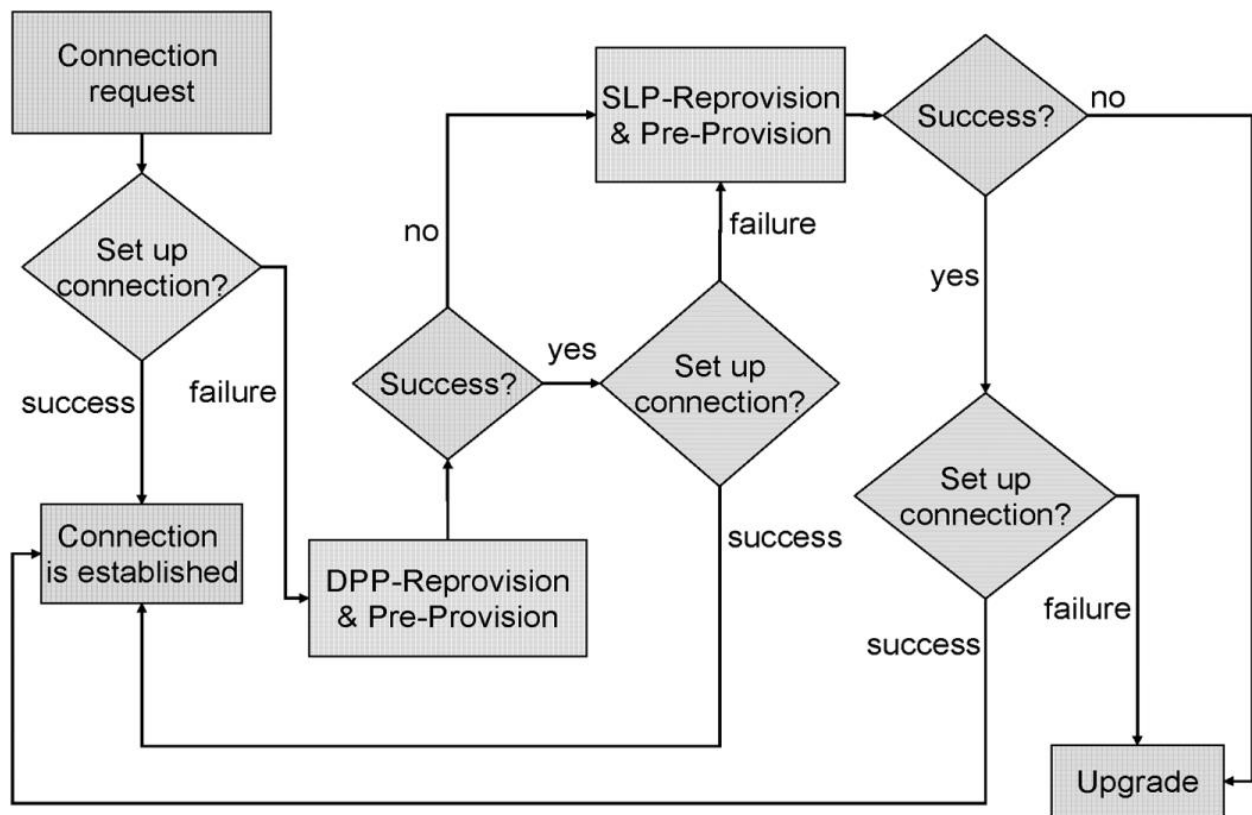 Connection
request
Set up
connection?
success
failure
Connection
is established
DPP-Reprovision
& Pre-Provision
Success?
no
yes
Set up
connection?
failure
success
SLP-Reprovision
& Pre-Provision
Success?
no
yes
Set up
connection?
success
failure
Upgrade